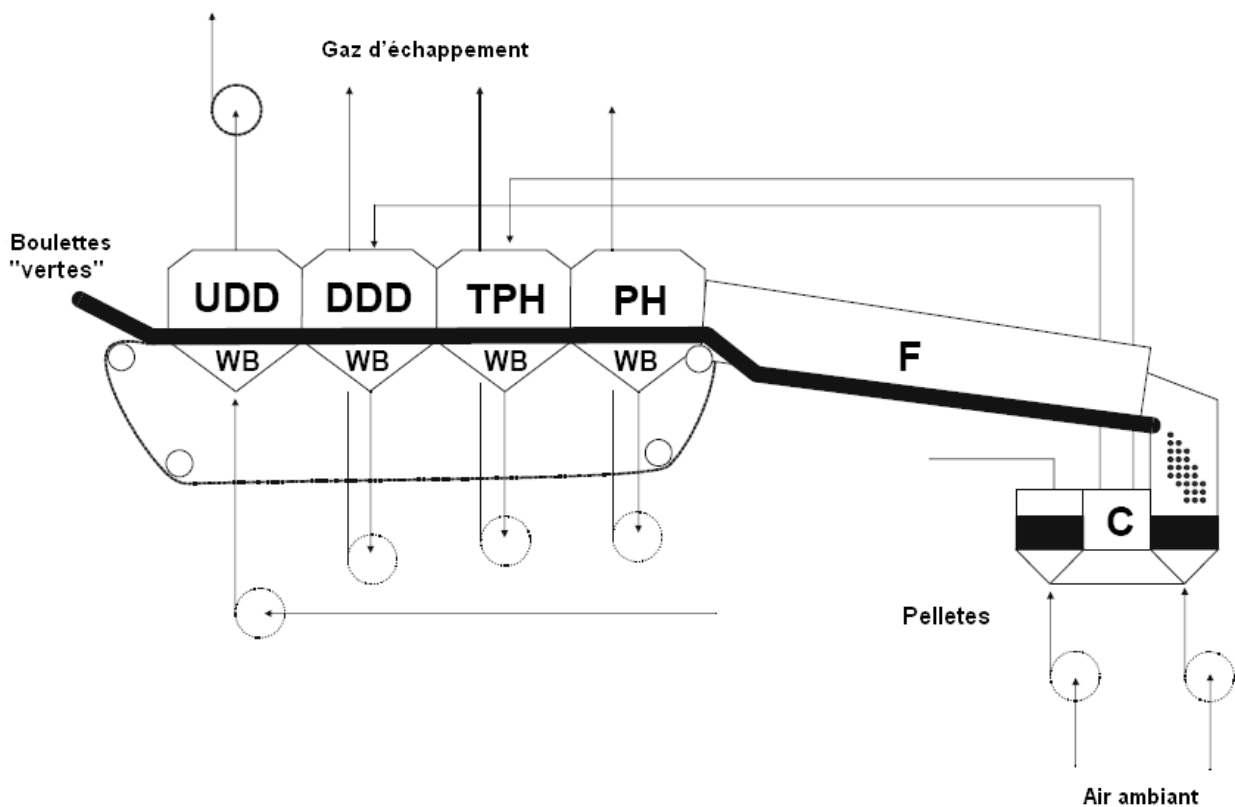 Gaz d'échappement
Boulettes
"vertes"
UDD
DDD
TPH
PH
F
WB
WB
WB
WB
C
Pelletes
Air ambiant